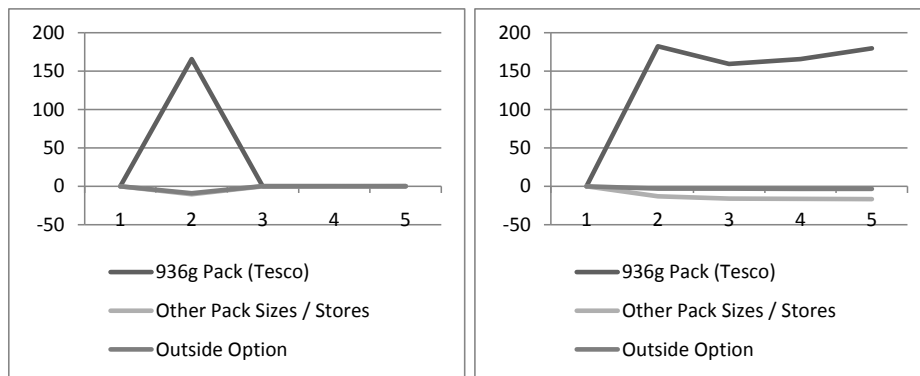 200
150
100
50
0
-50
1 2 3 4 5
936g Pack (Tesco)
Other Pack Sizes / Stores
Outside Option
200
150
100
50
0
-50
1 2 3 4 5
936g Pack (Tesco)
Other Pack Sizes / Stores
Outside Option